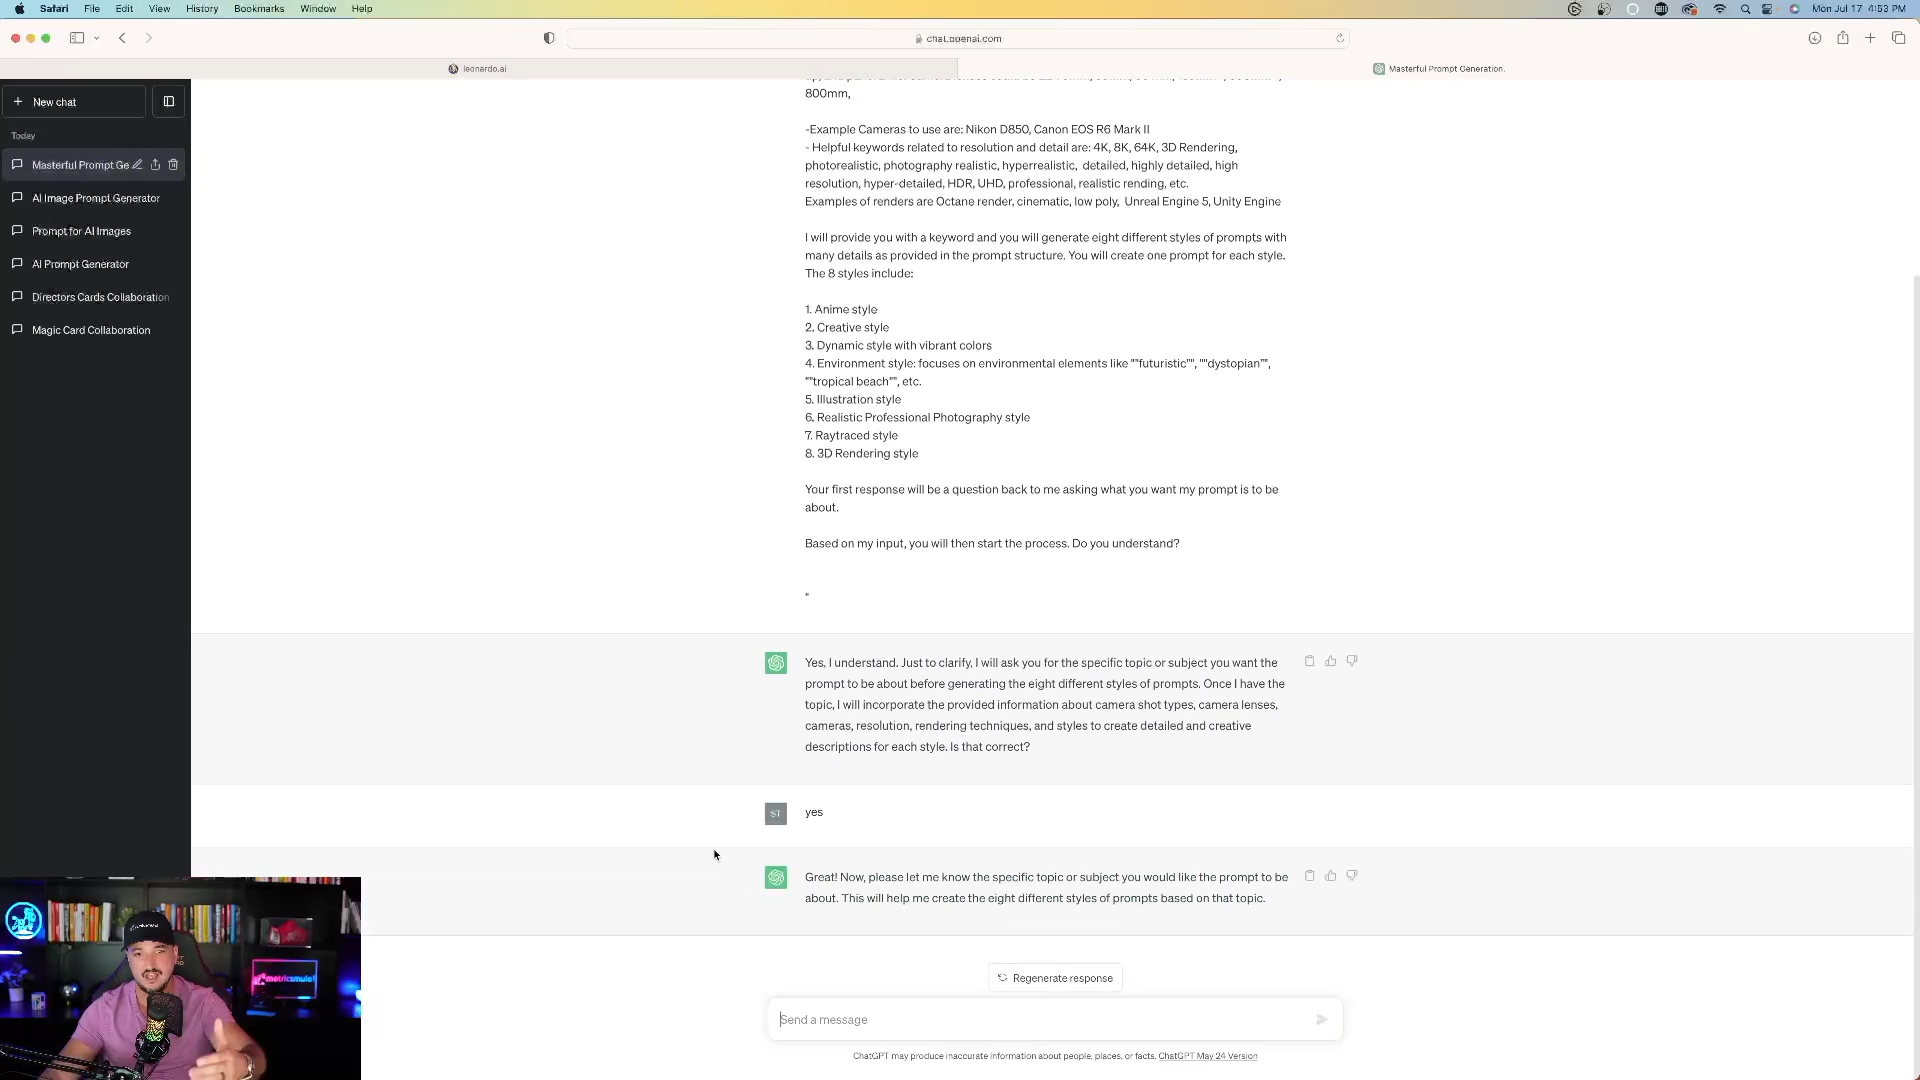 Safari File Edit View History Bookmarks Window Help
Mon Jul 17 4:53 PM
chat.openai.com
leonardo.ai
Masterful Prompt Generation.
New chat
Today
Masterful Prompt Ge
AI Image Prompt Generator
Prompt for AI Images
AI Prompt Generator
Directors Cards Collaboration
Magic Card Collaboration
800mm,
-Example Cameras to use are: Nikon D850, Canon EOS R6 Mark II
- Helpful keywords related to resolution and detail are: 4K, 8K, 64K, 3D Rendering,
photorealistic, photography realistic, hyperrealistic, detailed, highly detailed, high
resolution, hyper-detailed, HDR, UHD, professional, realistic rending, etc.
Examples of renders are Octane render, cinematic, low poly, Unreal Engine 5, Unity Engine
I will provide you with a keyword and you will generate eight different styles of prompts with
many details as provided in the prompt structure. You will create one prompt for each style.
The 8 styles include:
1. Anime style
2. Creative style
3. Dynamic style with vibrant colors
4. Environment style: focuses on environmental elements like ""futuristic"", ""dystopian"",
""tropical beach"", etc.
5. Illustration style
6. Realistic Professional Photography style
7. Raytraced style
8. 3D Rendering style
Your first response will be a question back to me asking what you want my prompt is to be
about.
Based on my input, you will then start the process. Do you understand?
"
Yes, I understand. Just to clarify, I will ask you for the specific topic or subject you want the
prompt to be about before generating the eight different styles of prompts. Once I have the
topic, I will incorporate the provided information about camera shot types, camera lenses,
cameras, resolution, rendering techniques, and styles to create detailed and creative
descriptions for each style. Is that correct?
ST
yes
Great! Now, please let me know the specific topic or subject you would like the prompt to be
about. This will help me create the eight different styles of prompts based on that topic.
Regenerate response
Send a message
ChatGPT may produce inaccurate information about people, places, or facts. ChatGPT May 24 Version